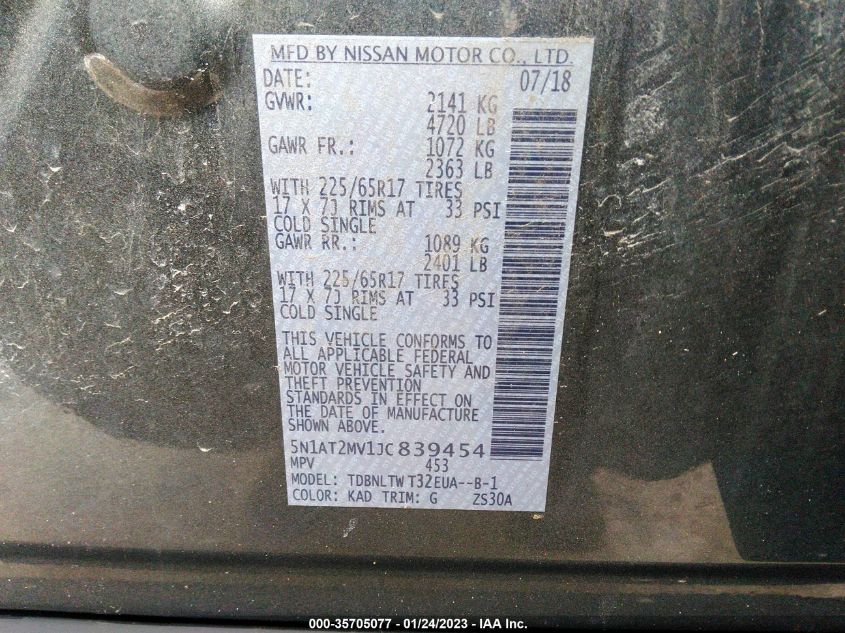 MFD BY NISSAN MOTOR CO., LTD.
DATE: 07/18
GVWR: 2141 KG
4720 LB
GAWR FR.: 1072 KG
2363 LB
WITH 225/65R17 TIRES
17 X 7J RIMS AT 33 PSI
COLD SINGLE
GAWR RR.: 1089 KG
2401 LB
WITH 225/65R17 TIRES
17 X 7J RIMS AT 33 PSI
COLD SINGLE
THIS VEHICLE CONFORMS TO
ALL APPLICABLE FEDERAL
MOTOR VEHICLE SAFETY AND
THEFT PREVENTION
STANDARDS IN EFFECT ON
THE DATE OF MANUFACTURE
SHOWN ABOVE.
5N1AT2MV1JC839454
MPV 453
MODEL: TDBNLTWT32EUA--B-1
COLOR: KAD TRIM: G ZS30A
000-35705077 - 01/24/2023 - IAA Inc.